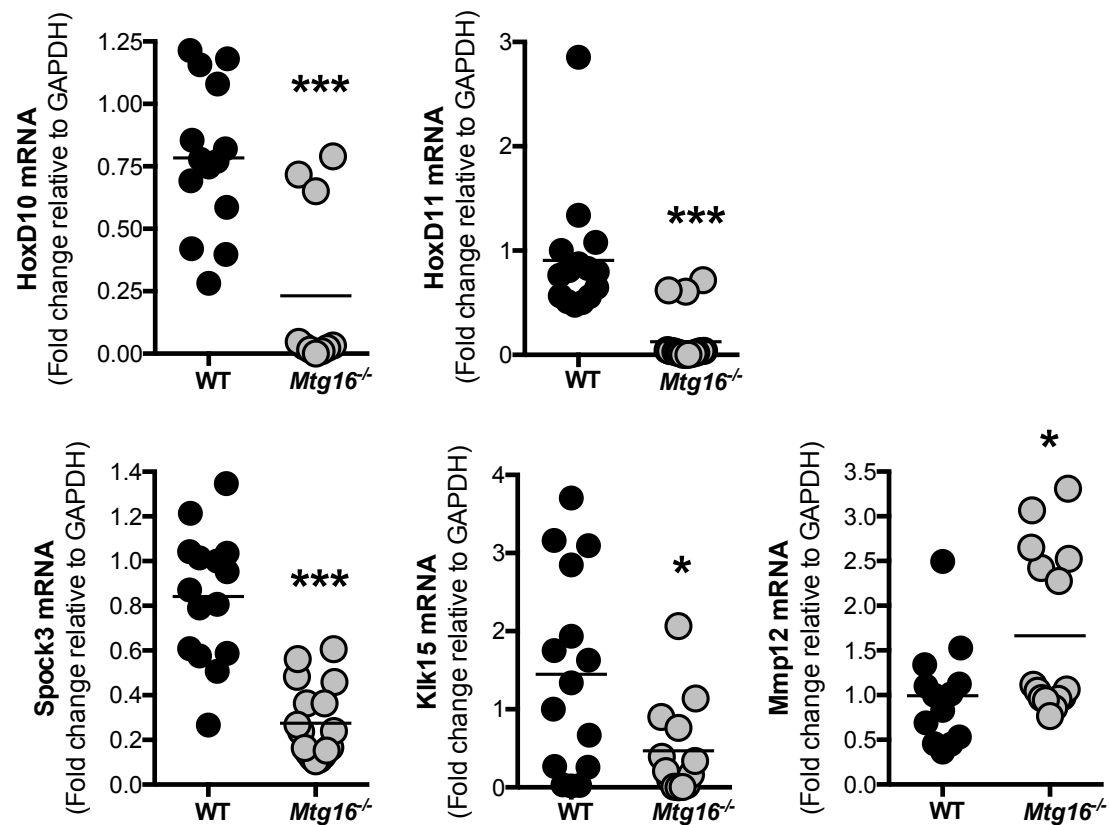 HoxD10 mRNA
(Fold change relative to GAPDH)
1.25
1.00
0.75
0.50
0.25
0.00
***
WT
Mtg16-/-
HoxD11 mRNA
(Fold change relative to GAPDH)
3
2
1
0
***
WT
Mtg16-/-
Spock3 mRNA
(Fold change relative to GAPDH)
1.4
1.2
1.0
0.8
0.6
0.4
0.2
0.0
***
WT
Mtg16-/-
Klk15 mRNA
(Fold change relative to GAPDH)
4
3
2
1
0
*
WT
Mtg16-/-
Mmp12 mRNA
(Fold change relative to GAPDH)
3.5
3.0
2.5
2.0
1.5
1.0
0.5
0.0
*
WT
Mtg16-/-